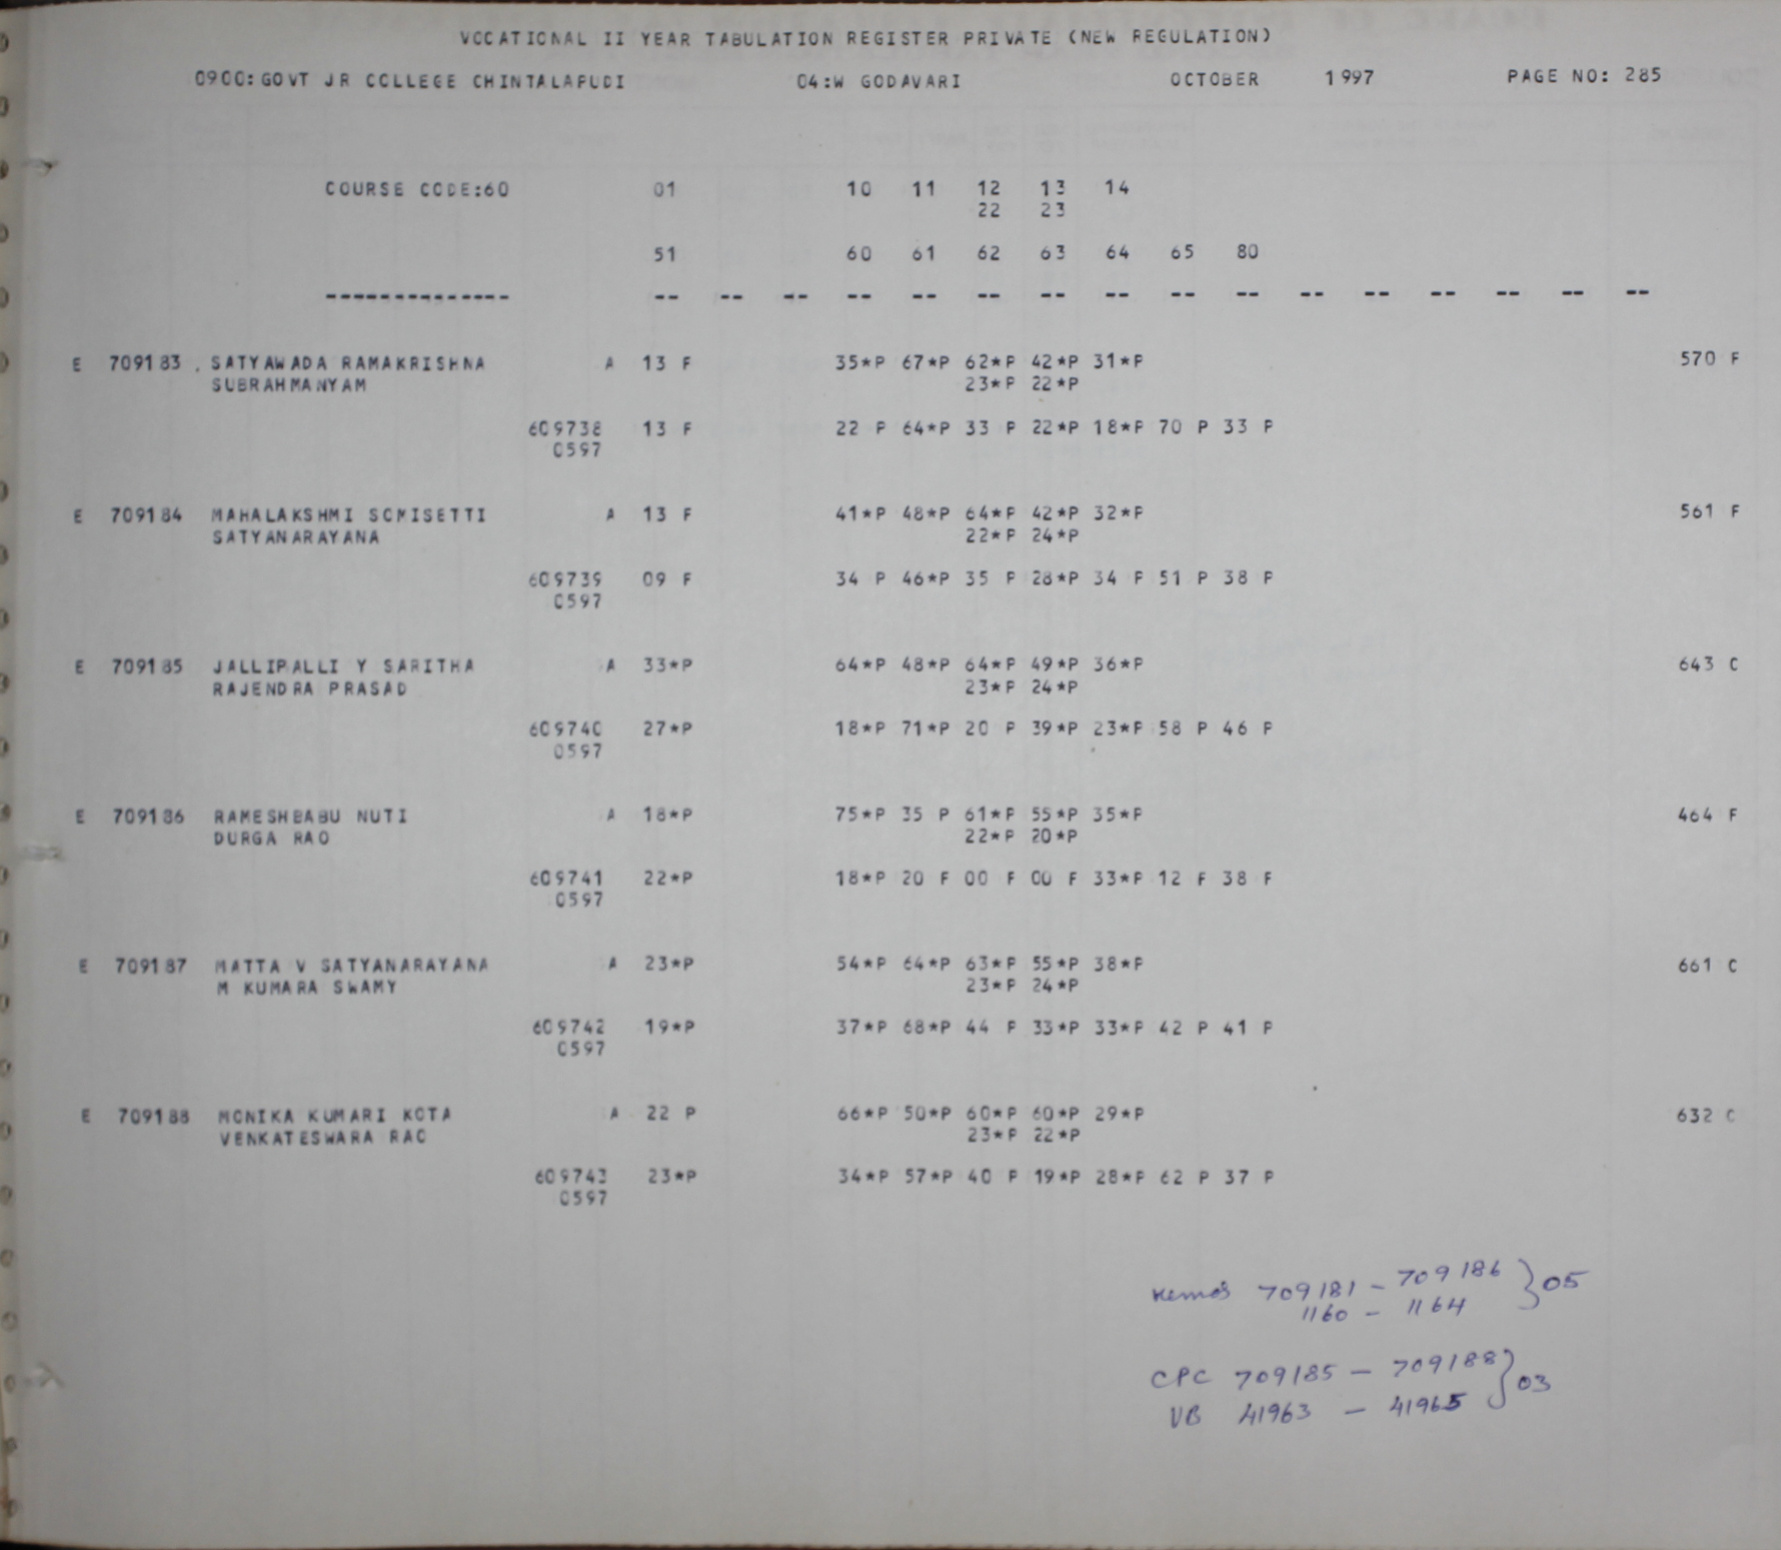 VOCATIONAL II YEAR TABULATION REGISTER PRIVATE (NEW REGULATION)
0900:GOVT JR COLLEGE CHINTALAPUDI 04:W GODAVARI OCTOBER 1997 PAGE NO: 285
COURSE CODE:60 01 10 11 12 13 14
22 23
51 60 61 62 63 64 65 80
-------------- -- -- -- -- -- -- -- -- -- -- -- -- -- -- -- --
E 709183 . SATYAWADA RAMAKRISHNA A 13 F 35*P 67*P 62*P 42*P 31*P 570 F
SUBRAHMANYAM 23*P 22*P
609738 13 F 22 P 64*P 33 P 22*P 18*P 70 P 33 P
0597
E 709184 MAHALAKSHMI SOMISETTI A 13 F 41*P 48*P 64*P 42*P 32*P 561 F
SATYANARAYANA 22*P 24*P
609739 09 F 34 P 46*P 35 P 28*P 34 P 51 P 38 P
0597
E 709185 JALLIPALLI Y SARITHA A 33*P 64*P 48*P 64*P 49*P 36*P 643 C
RAJENDRA PRASAD 23*P 24*P
609740 27*P 18*P 71*P 20 P 39*P 23*P 58 P 46 P
0597
E 709186 RAMESHBABU NUTI A 18*P 75*P 35 P 61*P 55*P 35*P 464 F
DURGA RAO 22*P 20*P
609741 22*P 18*P 20 F 00 F 00 F 33*P 12 F 38 F
0597
E 709187 MATTA V SATYANARAYANA A 23*P 54*P 64*P 63*P 55*P 38*P 661 C
M KUMARA SWAMY 23*P 24*P
609742 19*P 37*P 68*P 44 P 33*P 33*P 42 P 41 P
0597
E 709188 MONIKA KUMARI KOTA A 22 P 66*P 50*P 60*P 60*P 29*P 632 C
VENKATESWARA RAO 23*P 22*P
609743 23*P 34*P 57*P 40 P 19*P 28*P 62 P 37 P
0597
709181 - 709186 } 05
1160 - 1164
CPC 709185 - 709188 } 03
VB 41963 - 41965